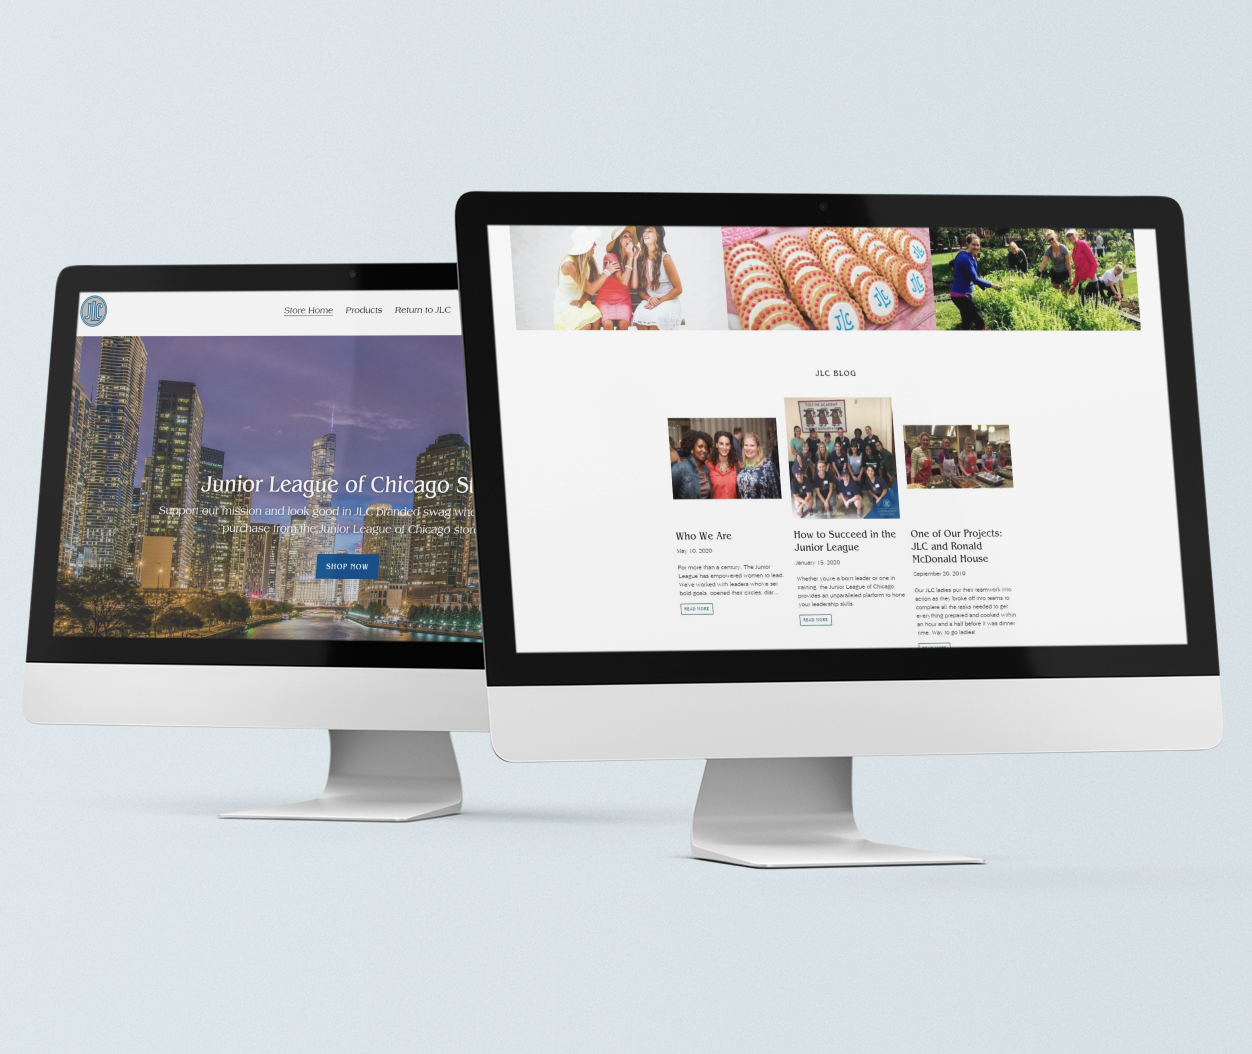 JLC
Store Home Products Return to JLC
Junior League of Chicago
Support our mission and look good in JLC branded swag
purchase from the Junior League of Chicago
SHOP NOW
JLC
JLC
JLC
JLC
JLC BLOG
Who We Are
May 10, 2020
For more than a century, The Junior
League has empowered women to lead.
We've worked with leaders who've set
bold goals, opened their circles, disr...
READ MORE
How to Succeed in the
Junior League
January 15, 2020
Whether you're a born leader or one in
training, the Junior League of Chicago
provides an unparalleled platform to hone
your leadership skills.
READ MORE
One of Our Projects:
JLC and Ronald
McDonald House
September 20, 2019
Our JLC ladies put their teamwork into
action as they broke off into teams to
complete all the tasks needed to get
everything prepared and cooked within
an hour and a half before it was dinner
time. Way to go ladies!